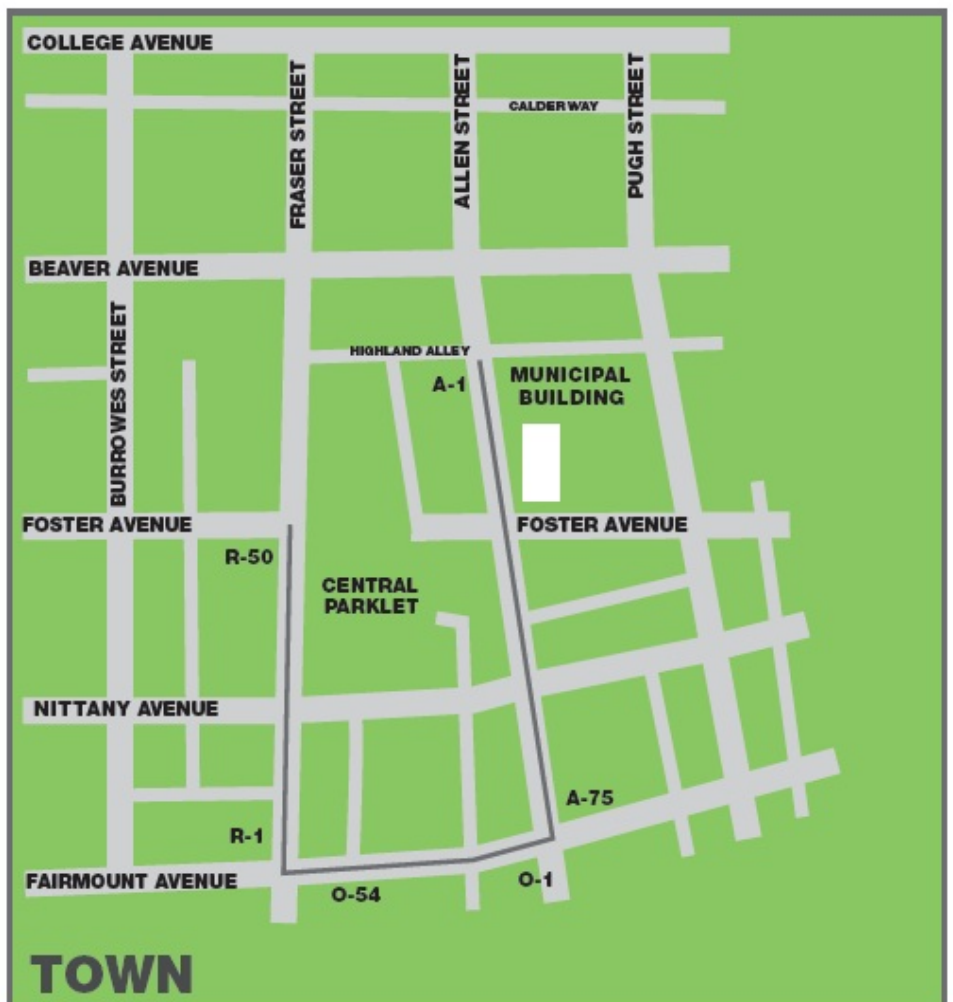 COLLEGE AVENUE
FRASER STREET
ALLEN STREET
PUGH STREET
CALDER WAY
BEAVER AVENUE
BURROWES STREET
HIGHLAND ALLEY
A-1
MUNICIPAL
BUILDING
FOSTER AVENUE
FOSTER AVENUE
R-50
CENTRAL
PARKLET
NITTANY AVENUE
A-75
R-1
FAIRMOUNT AVENUE
O-54
O-1
TOWN